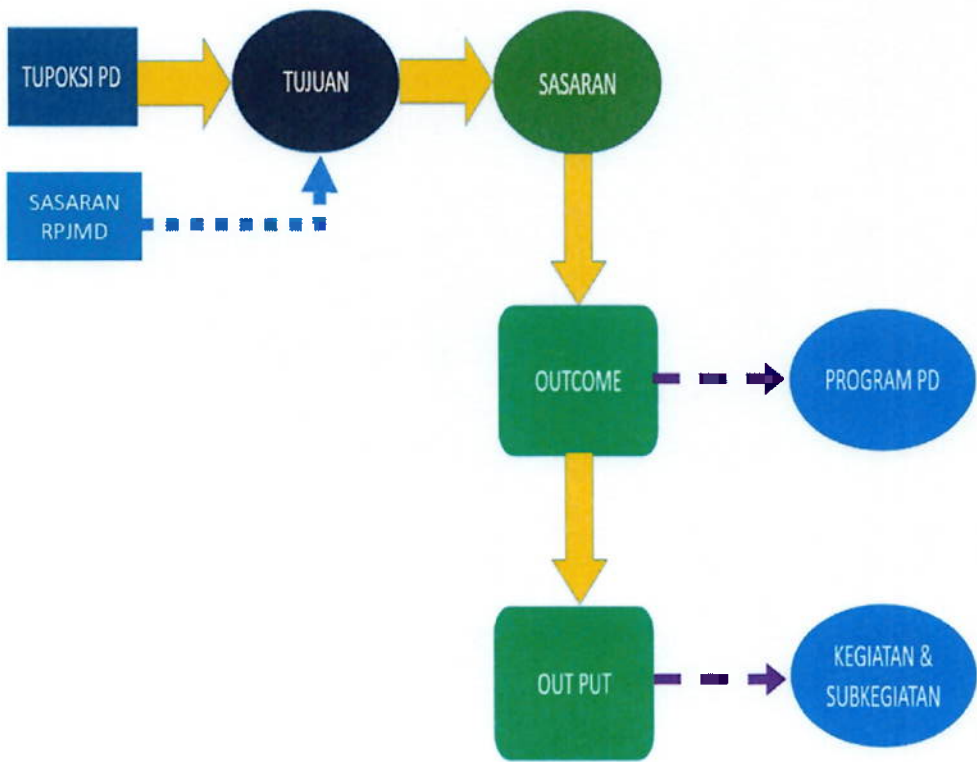 TUPOKSI PD
TUJUAN
SASARAN
SASARAN
RPJMD
OUTCOME
PROGRAM PD
OUT PUT
KEGIATAN &
SUBKEGIATAN